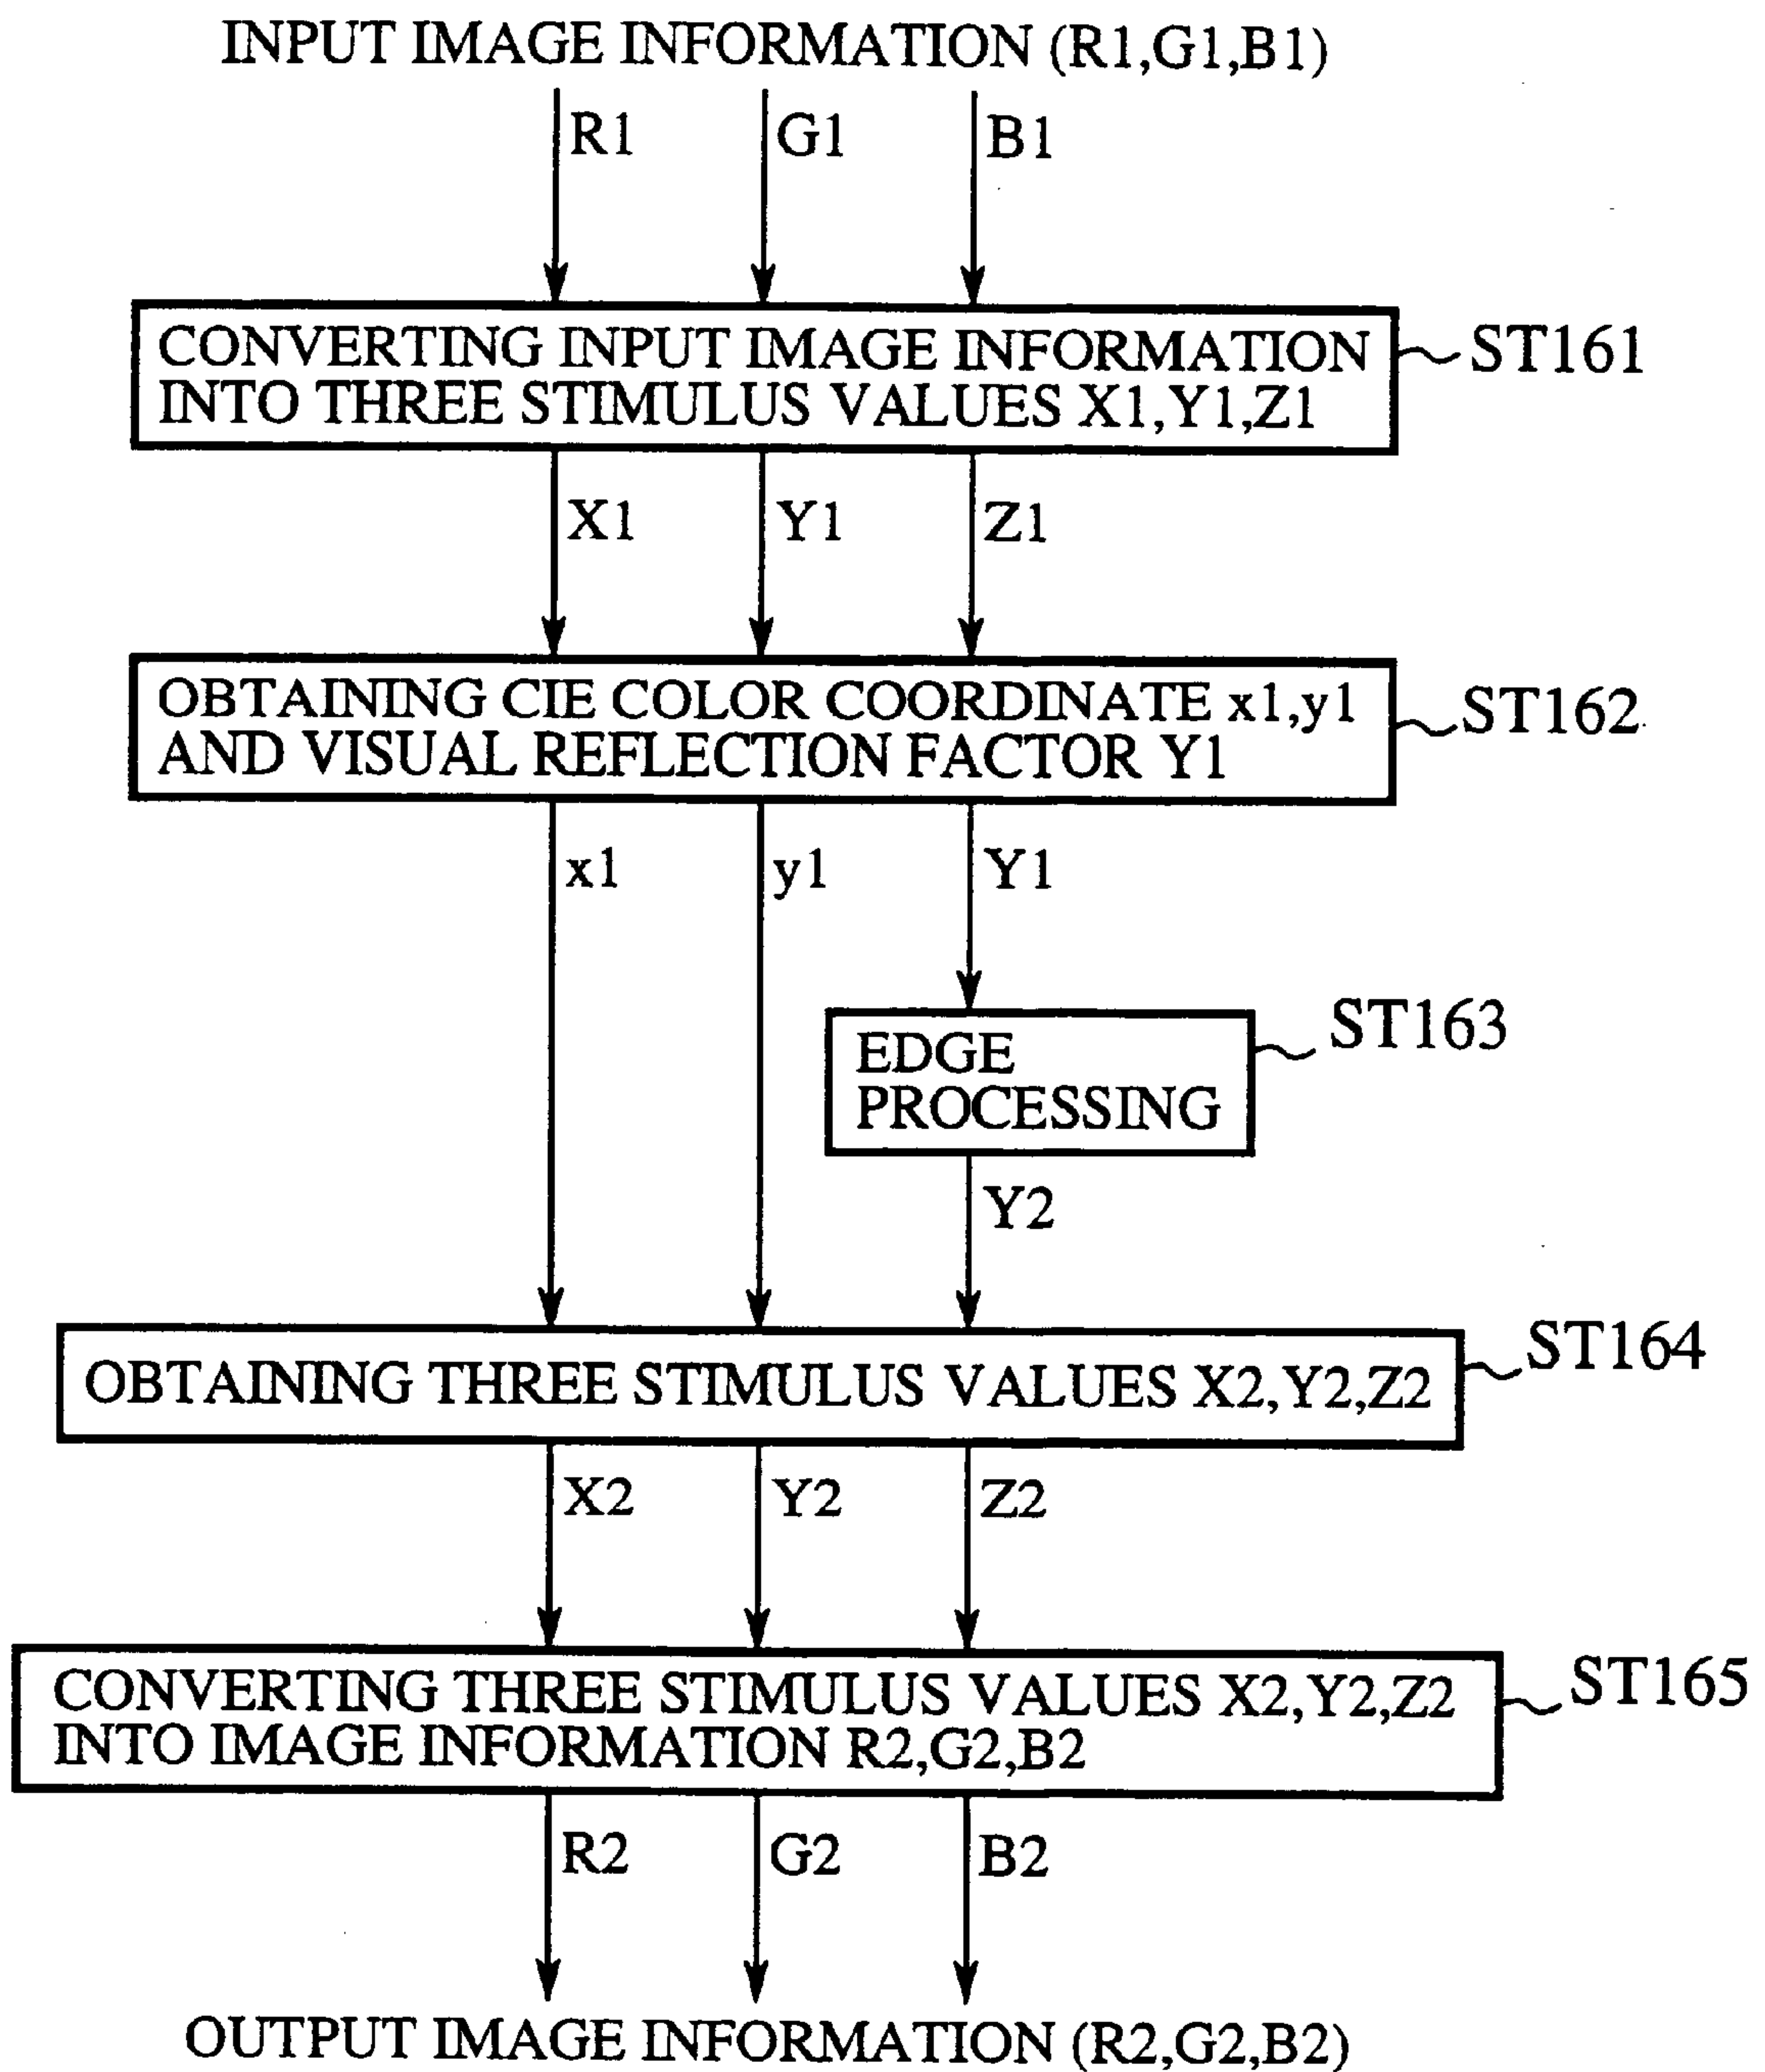 INPUT IMAGE INFORMATION (R1,G1,B1)
R1
G1
B1
CONVERTING INPUT IMAGE INFORMATION
INTO THREE STIMULUS VALUES X1,Y1,Z1
ST161
X1
Y1
Z1
OBTAINING CIE COLOR COORDINATE x1,y1
AND VISUAL REFLECTION FACTOR Y1
ST162
x1
y1
Y1
EDGE
PROCESSING
ST163
Y2
OBTAINING THREE STIMULUS VALUES X2,Y2,Z2
ST164
X2
Y2
Z2
CONVERTING THREE STIMULUS VALUES X2,Y2,Z2
INTO IMAGE INFORMATION R2,G2,B2
ST165
R2
G2
B2
OUTPUT IMAGE INFORMATION (R2,G2,B2)